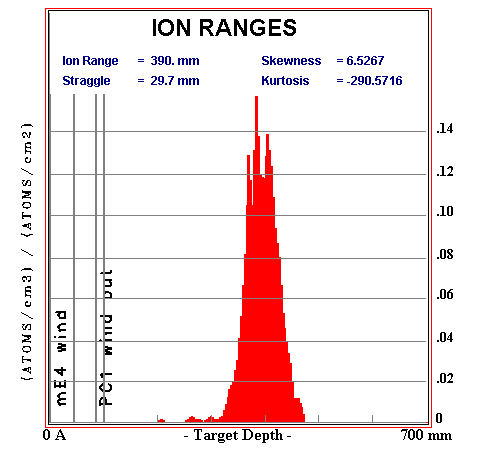 ION RANGES
Ion Range = 390. mm Skewness = 6.5267
Straggle = 29.7 mm Kurtosis = -290.5716
(ATOMS/cm3) / (ATOMS/cm2)
mE4 wind
PC1 wind out
.14
.12
.10
.08
.06
.04
.02
0
0 A - Target Depth - 700 mm